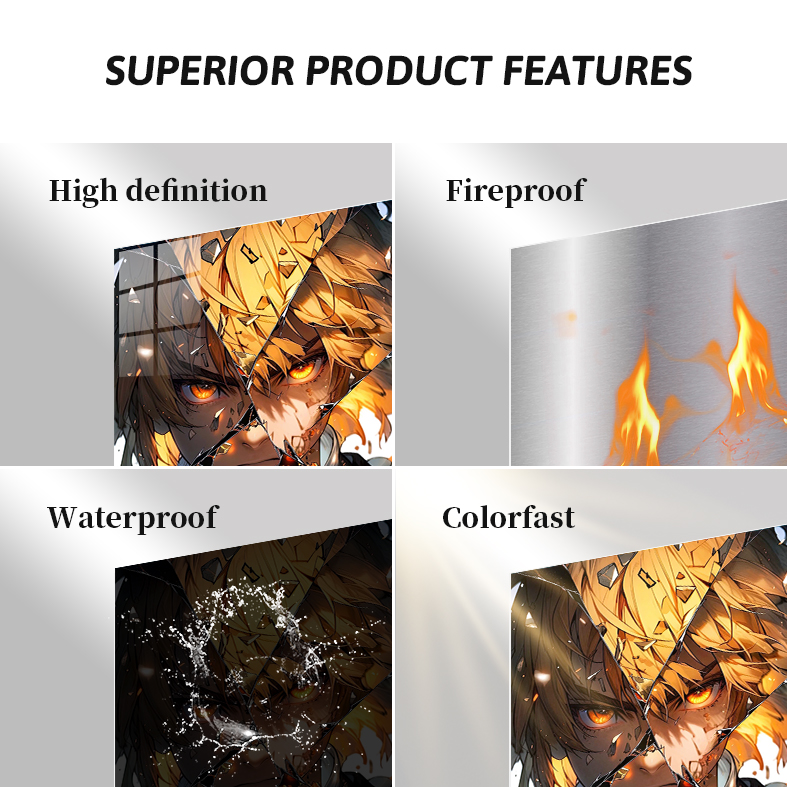 SUPERIOR PRODUCT FEATURES
High definition
Fireproof
Waterproof
Colorfast